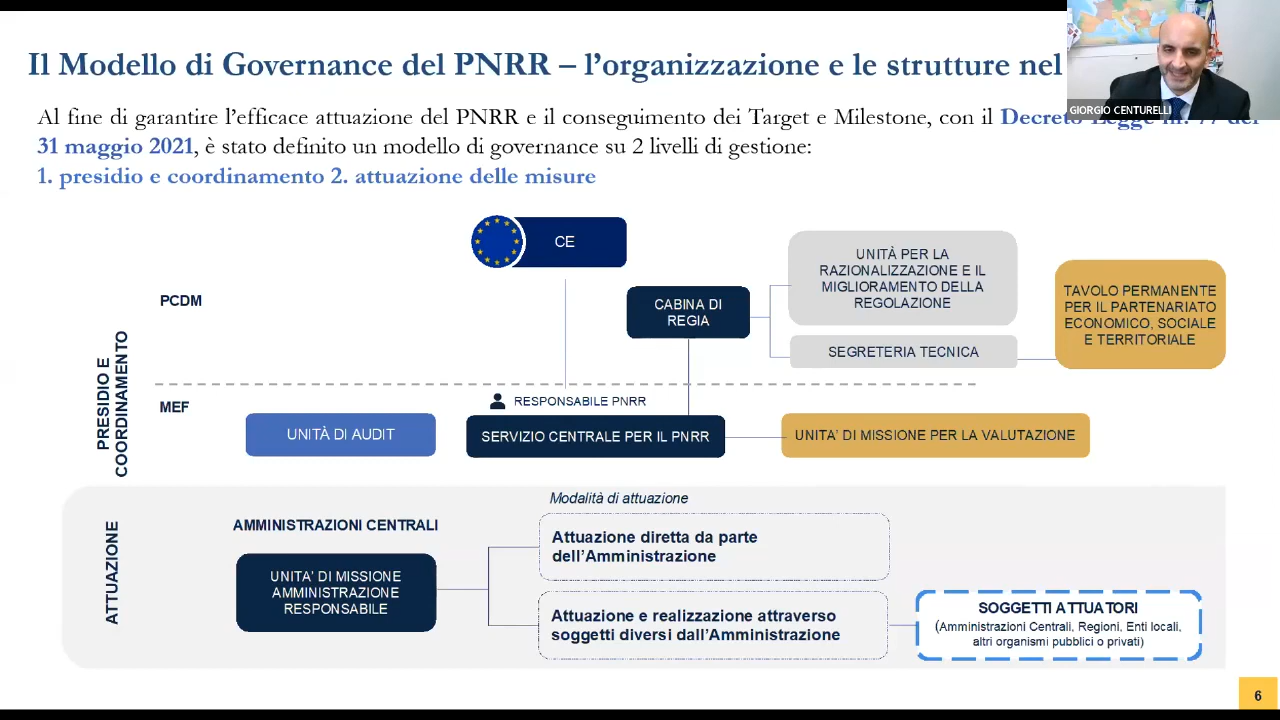 Il Modello di Governance del PNRR – l’organizzazione e le strutture nel
GIORGIO CENTURELLI
Al fine di garantire l’efficace attuazione del PNRR e il conseguimento dei Target e Milestone, con il Decreto Legge
31 maggio 2021, è stato definito un modello di governance su 2 livelli di gestione:
1. presidio e coordinamento 2. attuazione delle misure
CE
PCDM
CABINA DI
REGIA
UNITÀ PER LA
RAZIONALIZZAZIONE E IL
MIGLIORAMENTO DELLA
REGOLAZIONE
SEGRETERIA TECNICA
TAVOLO PERMANENTE
PER IL PARTENARIATO
ECONOMICO, SOCIALE
E TERRITORIALE
PRESIDIO E
COORDINAMENTO
MEF
RESPONSABILE PNRR
UNITÀ DI AUDIT
SERVIZIO CENTRALE PER IL PNRR
UNITA’ DI MISSIONE PER LA VALUTAZIONE
ATTUAZIONE
Modalità di attuazione
AMMINISTRAZIONI CENTRALI
UNITA’ DI MISSIONE
AMMINISTRAZIONE
RESPONSABILE
Attuazione diretta da parte
dell’Amministrazione
Attuazione e realizzazione attraverso
soggetti diversi dall’Amministrazione
SOGGETTI ATTUATORI
(Amministrazioni Centrali, Regioni, Enti locali,
altri organismi pubblici o privati)
6